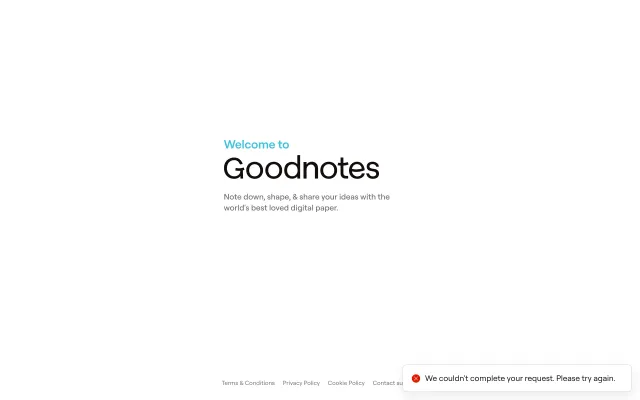 Welcome to
Goodnotes
Note down, shape, & share your ideas with the
world's best loved digital paper.
Terms & Conditions Privacy Policy Cookie Policy Contact
We couldn't complete your request. Please try again.